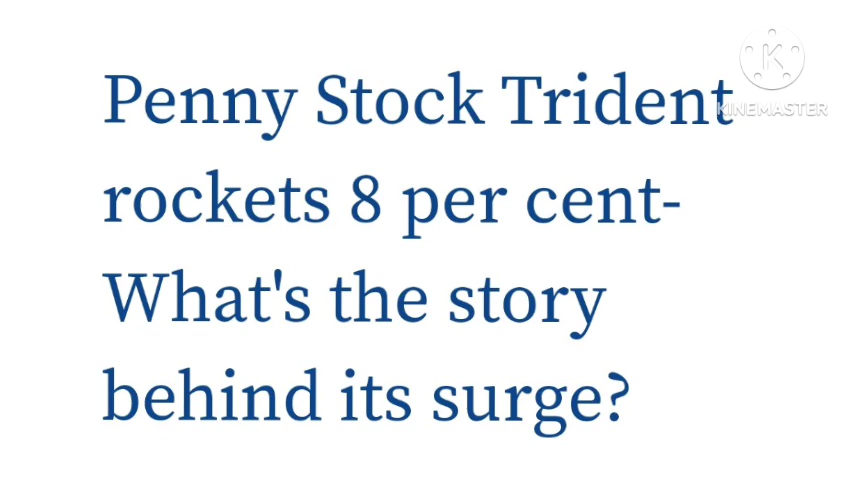 Penny Stock Trident
KINEMASTER
rockets 8 per cent-
What's the story
behind its surge?